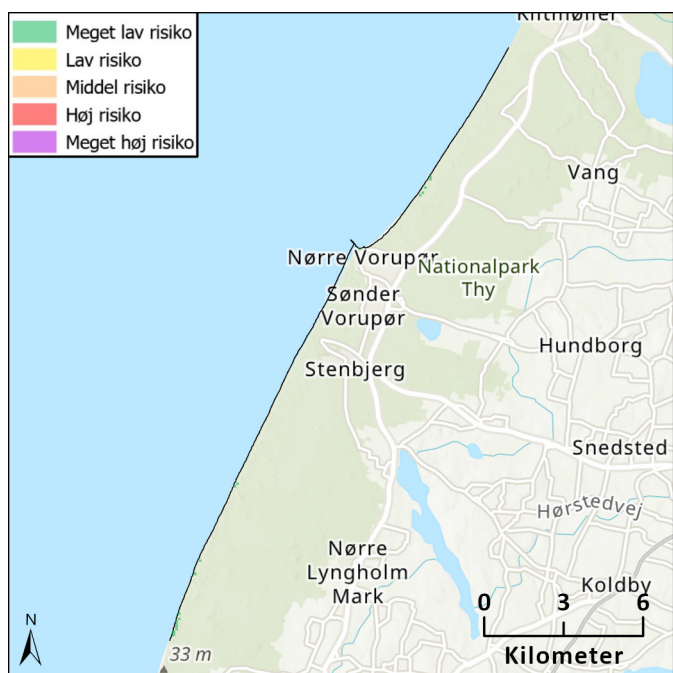 Meget lav risiko
Lav risiko
Middel risiko
Høj risiko
Meget høj risiko
Klitmøller
Vang
Nørre Vorupør
Nationalpark
Thy
Sønder
Vorupør
Hundborg
Stenbjerg
Snedsted
Hørstedvej
Nørre
Lyngholm
Mark
Koldby
0 3 6
Kilometer
N
33 m